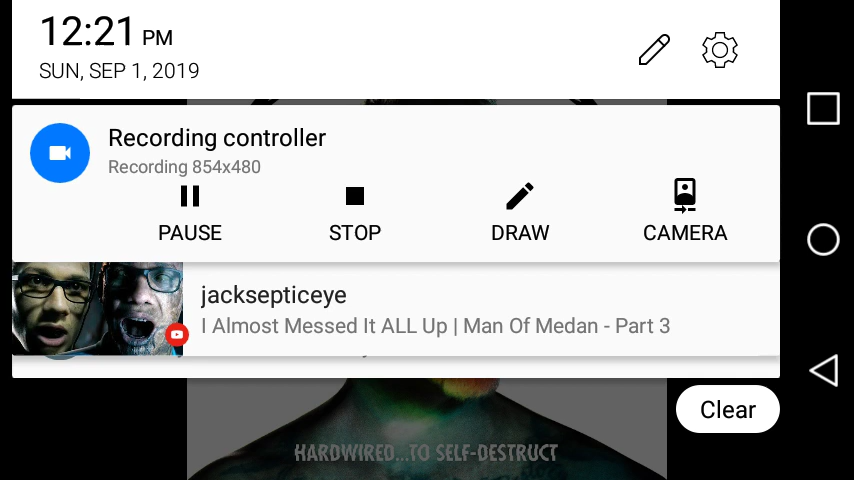 12:21 PM
SUN, SEP 1, 2019
Recording controller
Recording 854x480
PAUSE
STOP
DRAW
CAMERA
jacksepticeye
I Almost Messed It ALL Up | Man Of Medan - Part 3
Clear
HARDWIRED...TO SELF-DESTRUCT